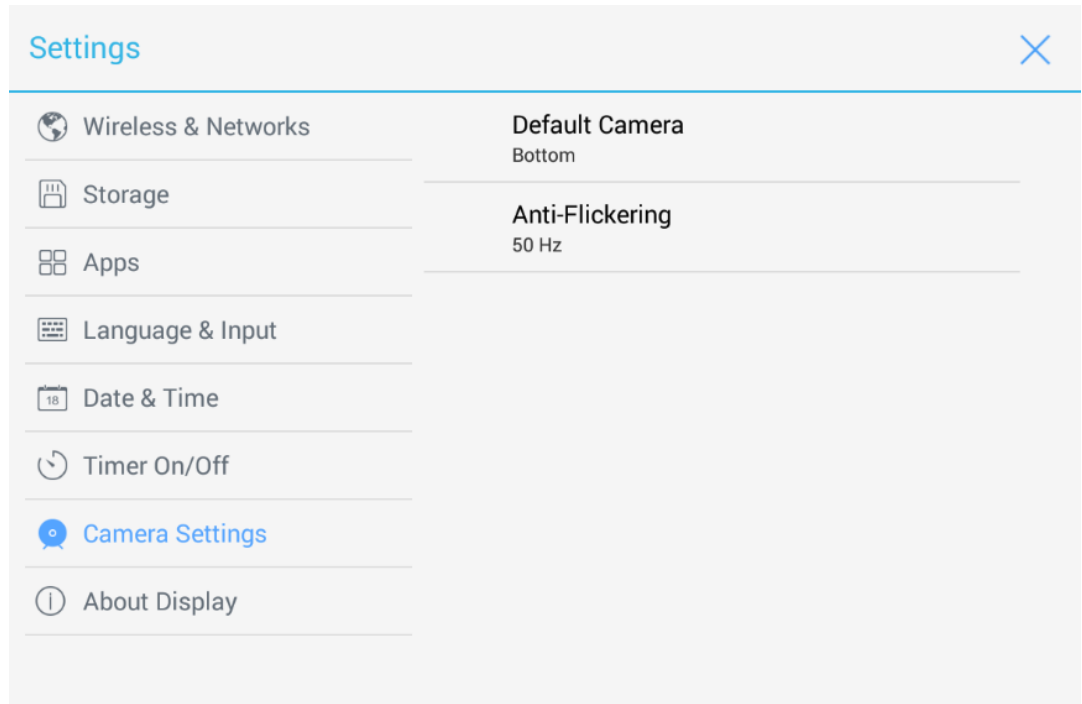 Settings
Wireless & Networks
Storage
Apps
Language & Input
18
Date & Time
Timer On/Off
Camera Settings
About Display
Default Camera
Bottom
Anti-Flickering
50 Hz